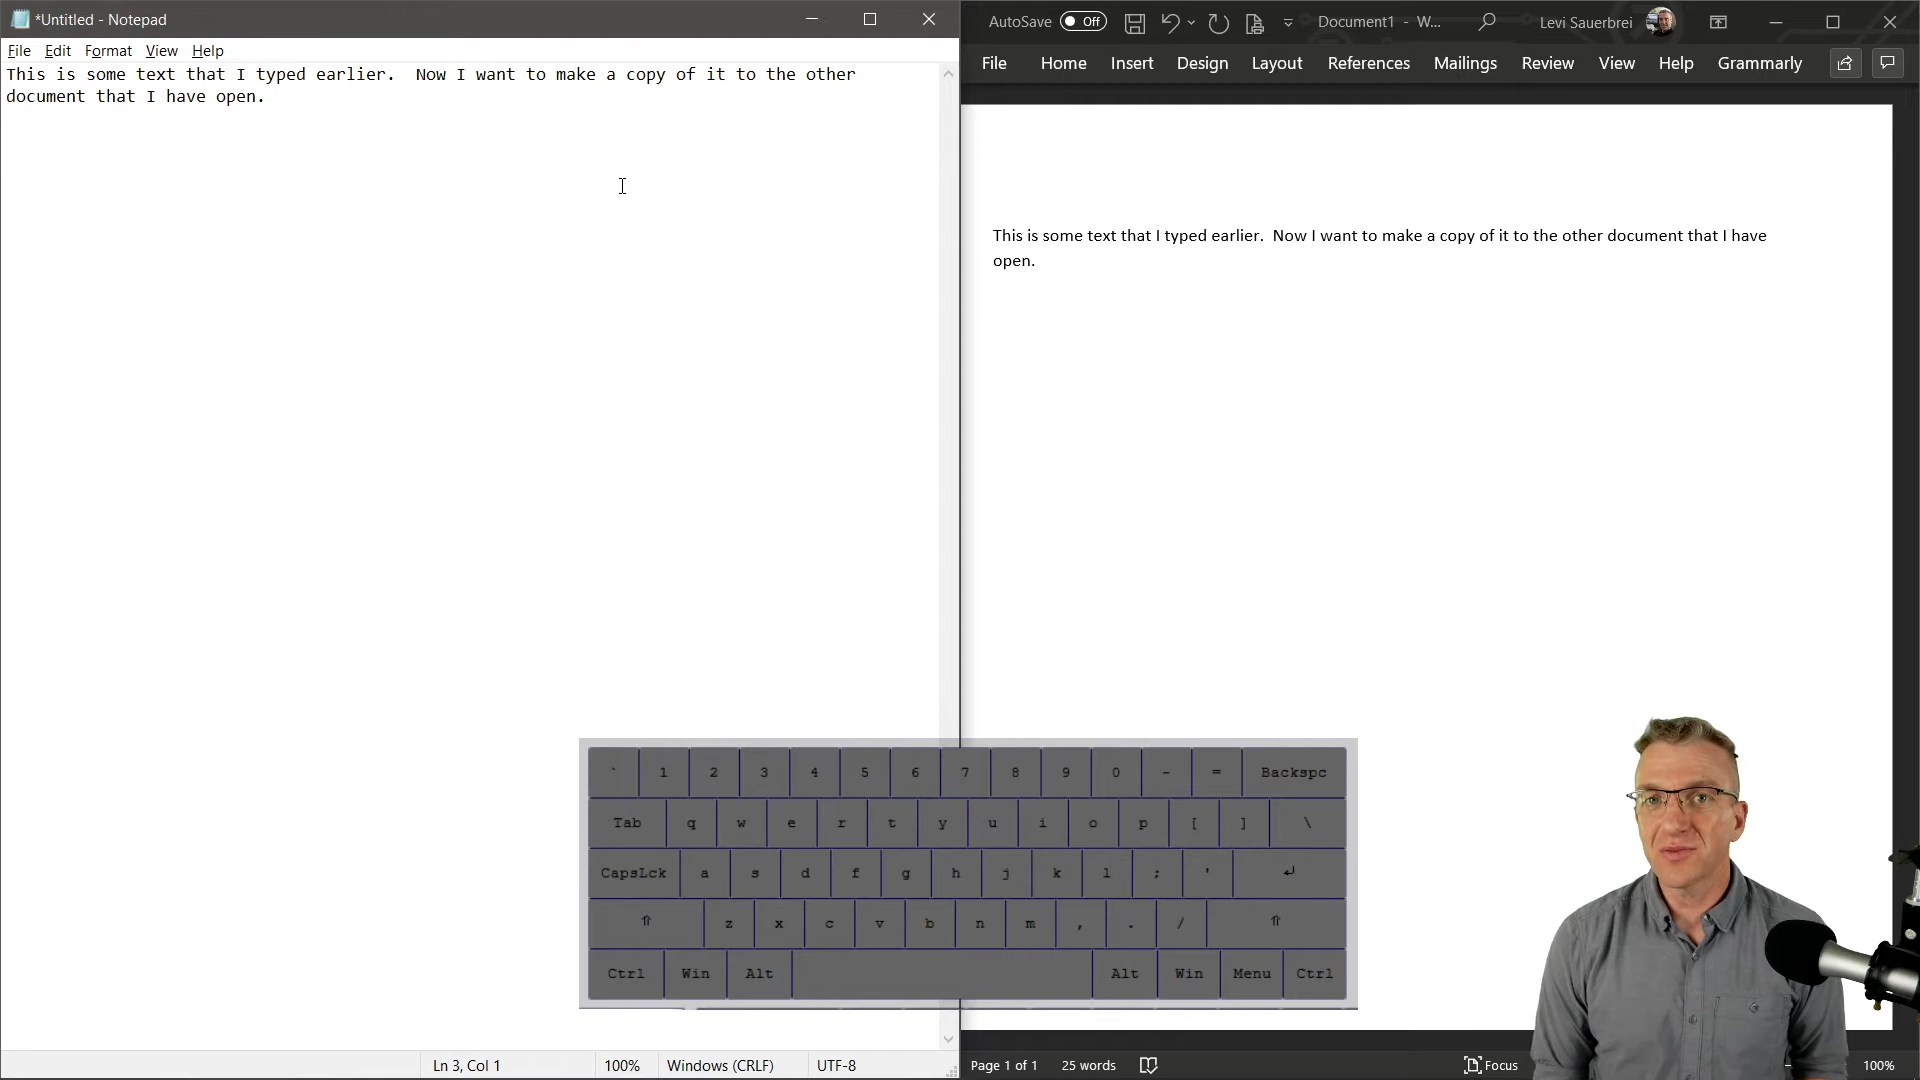 *Untitled - Notepad
File Edit Format View Help
This is some text that I typed earlier.  Now I want to make a copy of it to the other
document that I have open.
Ln 3, Col 1 100% Windows (CRLF) UTF-8
AutoSave Off Document1 - W... Levi Sauerbrei
File Home Insert Design Layout References Mailings Review View Help Grammarly
This is some text that I typed earlier.  Now I want to make a copy of it to the other document that I have
open.
Page 1 of 1 25 words Focus 100%
` 1 2 3 4 5 6 7 8 9 0 - = Backspc
Tab q w e r t y u i o p [ ] \
CapsLck a s d f g h j k l ; ' ↵
⇧ z x c v b n m , . / ⇧
Ctrl Win Alt Alt Win Menu Ctrl